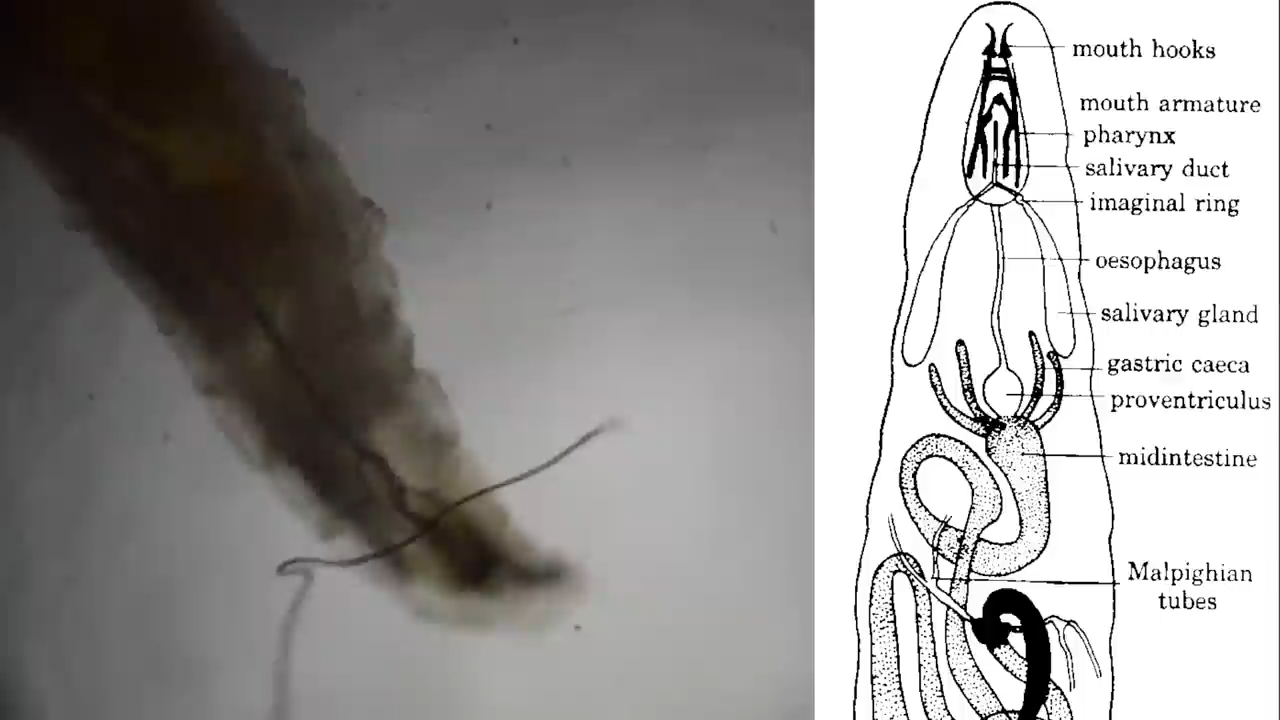 mouth hooks
mouth armature
pharynx
salivary duct
imaginal ring
oesophagus
salivary gland
gastric caeca
proventriculus
midintestine
Malpighian
tubes